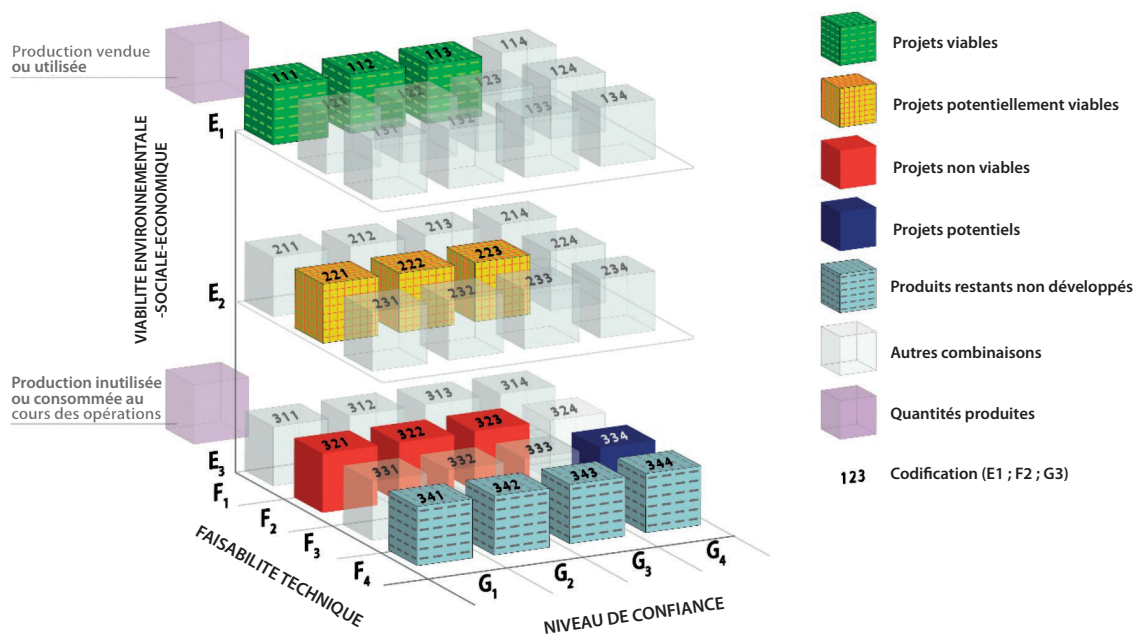 Production vendue
ou utilisée
VIABILITE ENVIRONNEMENTALE
-SOCIALE-ECONOMIQUE
E1
111
112
113
114
121
122
123
124
131
132
133
134
E2
211
212
213
214
221
222
223
224
231
232
233
234
Production inutilisée
ou consommée au
cours des opérations
E3
311
312
313
314
321
322
323
324
331
332
333
334
341
342
343
344
F1
F2
F3
F4
FAISABILITE TECHNIQUE
G1
G2
G3
G4
NIVEAU DE CONFIANCE
Projets viables
Projets potentiellement viables
Projets non viables
Projets potentiels
Produits restants non développés
Autres combinaisons
Quantités produites
123 Codification (E1 ; F2 ; G3)